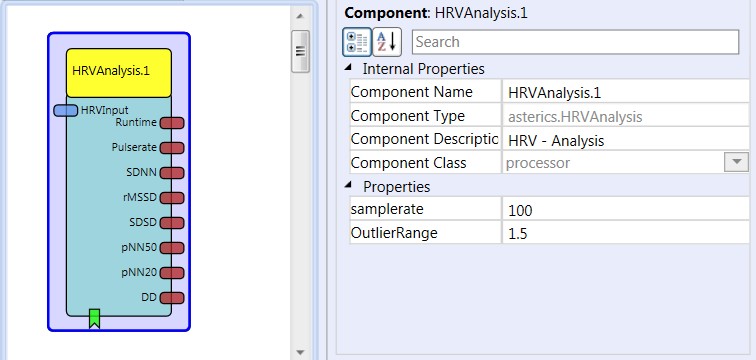 HRVAnalysis.1
HRVInput
Runtime
Pulserate
SDNN
rMSSD
SDSD
pNN50
pNN20
DD
Component: HRVAnalysis.1
A Z Search
Internal Properties
Component Name HRVAnalysis.1
Component Type asterics.HRVAnalysis
Component Descriptic HRV - Analysis
Component Class processor
Properties
samplerate 100
OutlierRange 1.5